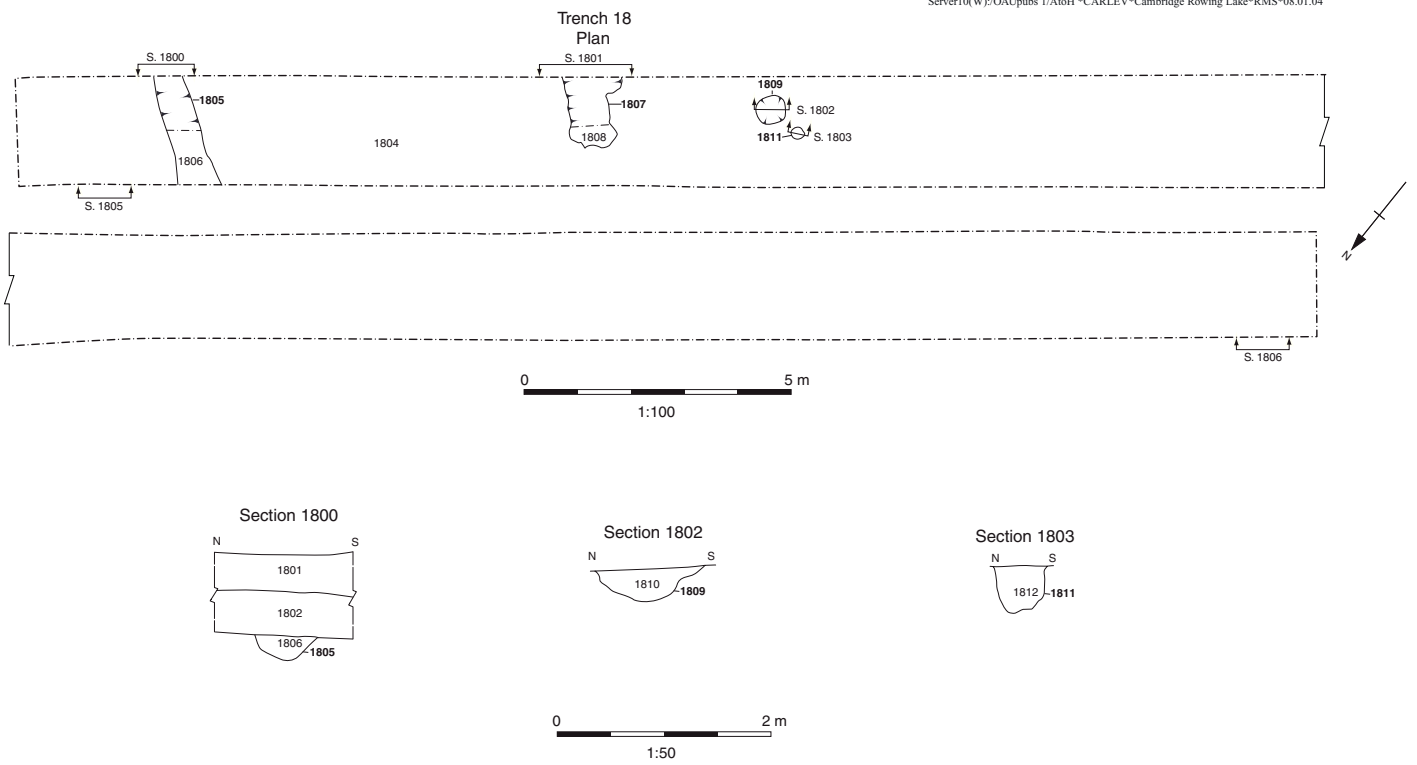 Server10(W):/OAUpubs 1/AtoH *CARLEV*Cambridge Rowing Lake*RMS*08.01.04
Trench 18
Plan
S. 1800
S. 1801
1805
1807
1809
S. 1802
1811
S. 1803
1804
1806
1808
S. 1805
N
S. 1806
0 5 m
1:100
Section 1800
N S
1801
1802
1806
1805
Section 1802
N S
1810
1809
Section 1803
N S
1812
1811
0 2 m
1:50